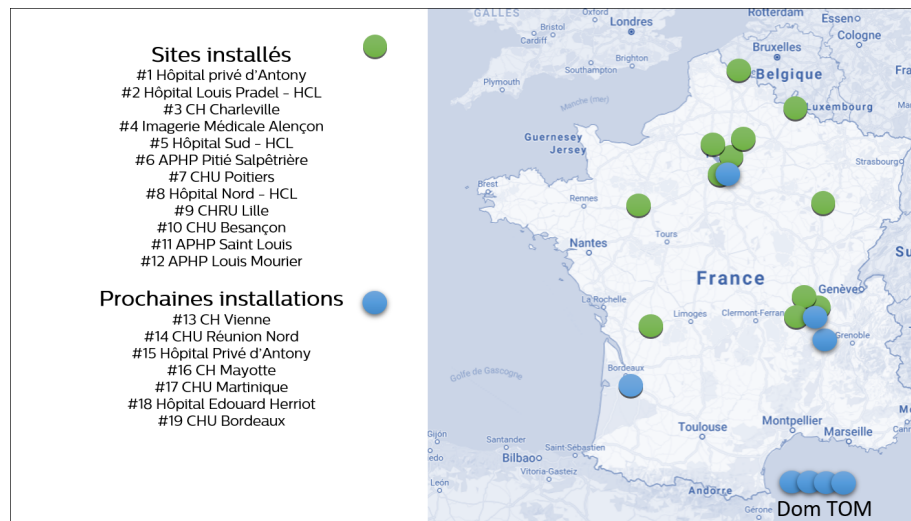 Sites installés
#1 Hôpital privé d'Antony
#2 Hôpital Louis Pradel - HCL
#3 CH Charleville
#4 Imagerie Médicale Alençon
#5 Hôpital Sud - HCL
#6 APHP Pitié Salpêtrière
#7 CHU Poitiers
#8 Hôpital Nord - HCL
#9 CHRU Lille
#10 CHU Besançon
#11 APHP Saint Louis
#12 APHP Louis Mourier
Prochaines installations
#13 CH Vienne
#14 CHU Réunion Nord
#15 Hôpital Privé d'Antony
#16 CH Mayotte
#17 CHU Martinique
#18 Hôpital Edouard Herriot
#19 CHU Bordeaux
GALLES
Oxford
Rotterdam
Essen
Bristol
Londres
Cardiff
Cologne
Southampton
Brighton
Bruxelles
Belgique
Plymouth
Manche (mer)
Luxembourg
Guernesey
Jersey
Strasbourg
Brest
Rennes
Nantes
Tours
France
La Rochelle
Limoges
Clermont-Ferran
Genève
Grenoble
Bordeaux
Golfe de Gascogne
Toulouse
Montpellier
Marseille
Gijón
Santander
Saint-Sébastien
Bilbao
Vitoria-Gasteiz
León
Andorre
Gérone
Dom TOM